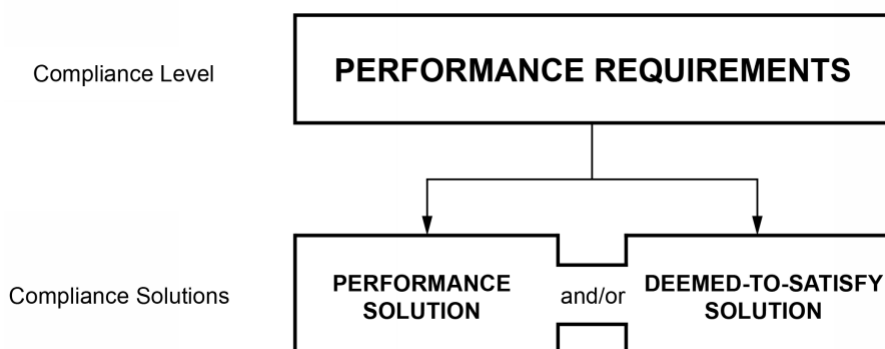 Compliance Level
PERFORMANCE REQUIREMENTS
Compliance Solutions
PERFORMANCE
SOLUTION
and/or
DEEMED-TO-SATISFY
SOLUTION